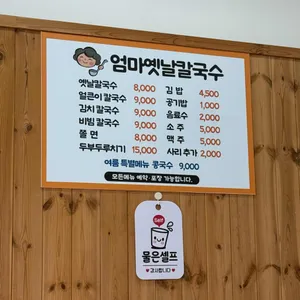 엄마옛날칼국수
옛날칼국수 8,000
얼큰이 칼국수 9,000
김치 칼국수 9,000
비빔 칼국수 9,000
쫄 면 8,000
두부두루치기 15,000
김 밥 4,500
공기밥 1,000
음료수 2,000
소 주 5,000
맥 주 5,000
사리 추가 2,000
여름 특별메뉴 콩국수 9,000
모든메뉴 예약·포장 가능합니다.
Self
물은셀프
감사합니다